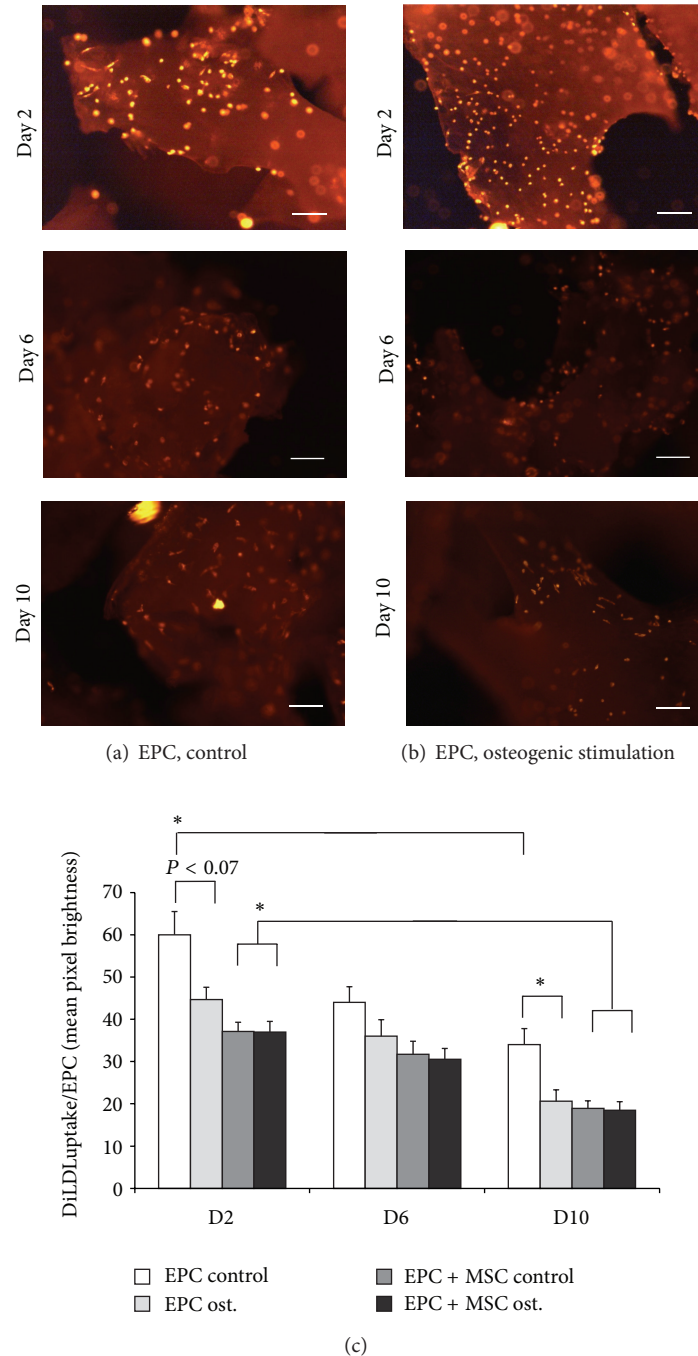 Day 2
Day 2
Day 6
Day 6
Day 10
Day 10
(a) EPC, control
(b) EPC, osteogenic stimulation
DiLDLuptake/EPC (mean pixel brightness)
70
60
50
40
30
20
10
0
*
P < 0.07
*
*
D2
D6
D10
EPC control
EPC ost.
EPC + MSC control
EPC + MSC ost.
(c)